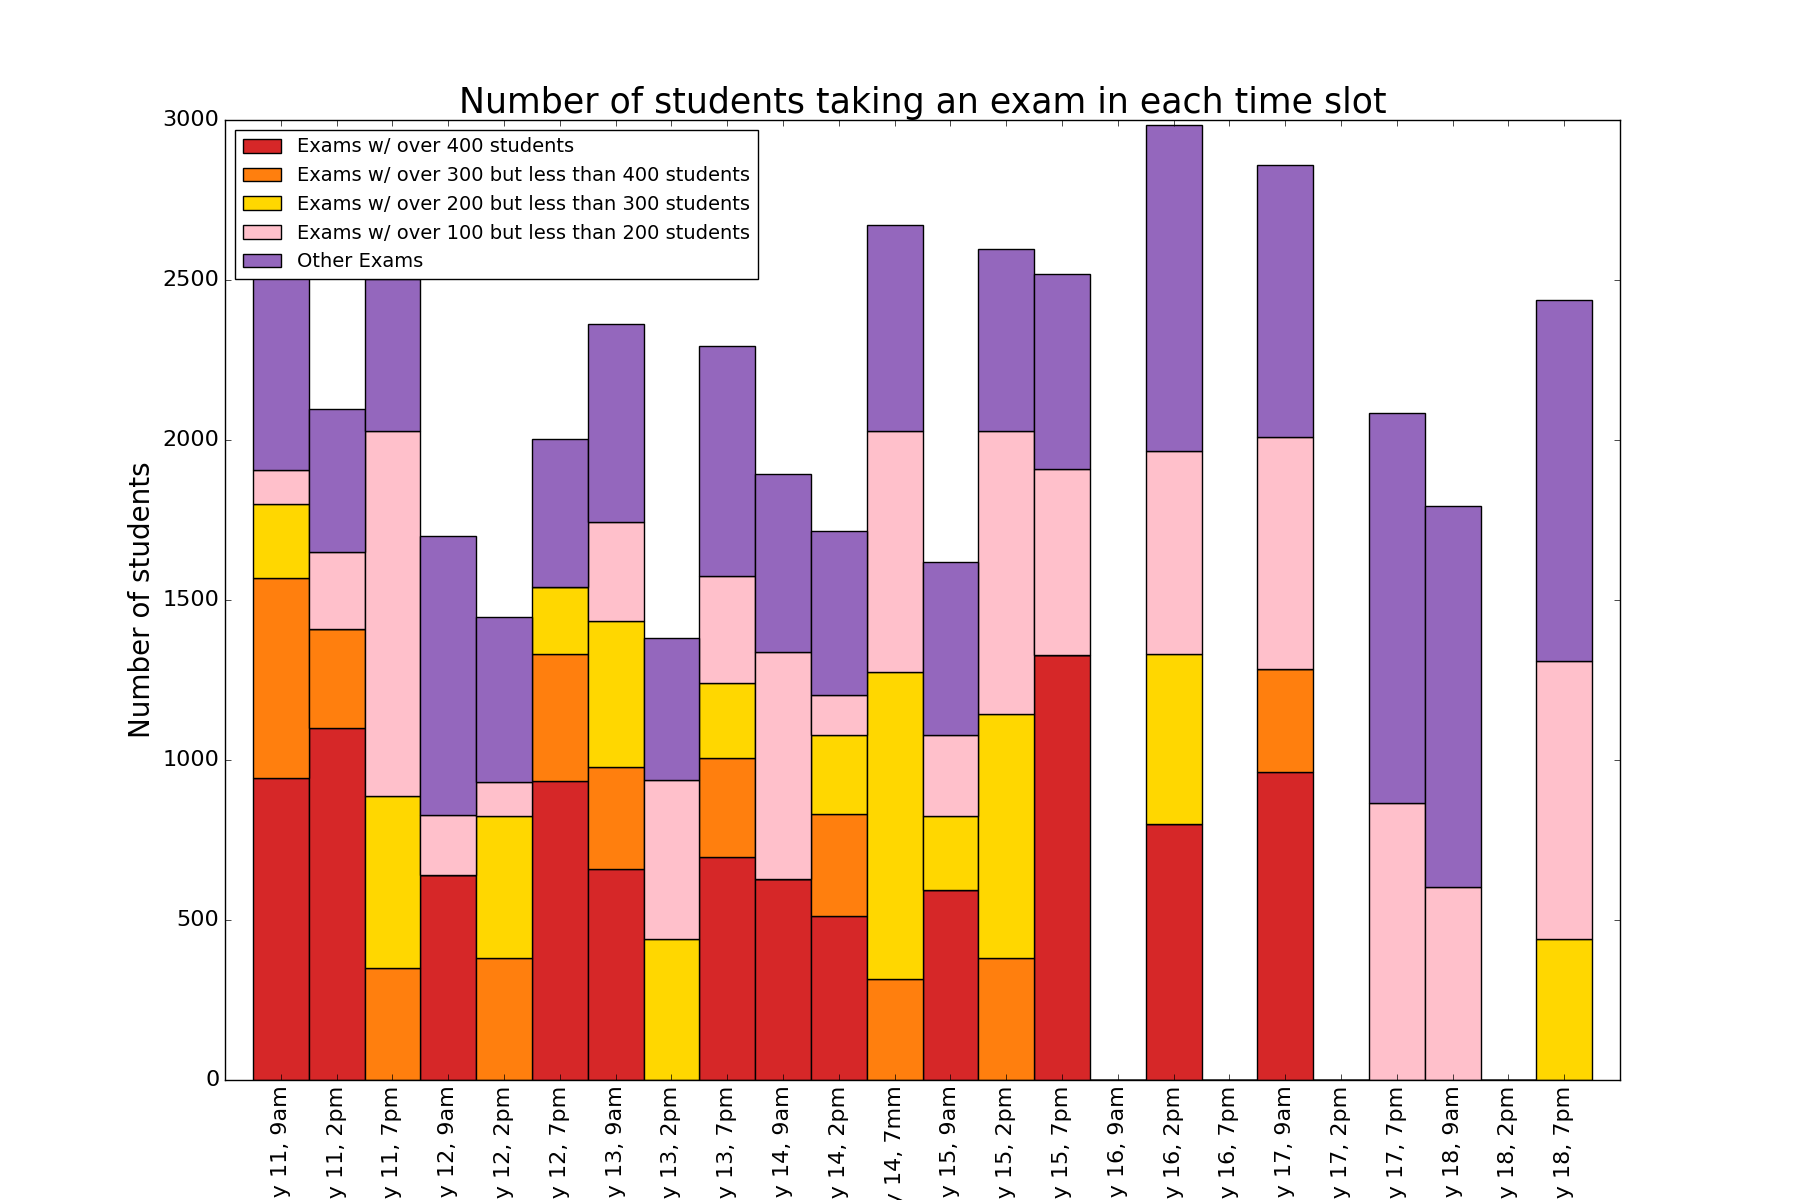 Number of students taking an exam in each time slot
Exams w/ over 400 students
Exams w/ over 300 but less than 400 students
Exams w/ over 200 but less than 300 students
Exams w/ over 100 but less than 200 students
Other Exams
Number of students
3000
2500
2000
1500
1000
500
0
y 11, 9am
y 11, 2pm
y 11, 7pm
y 12, 9am
y 12, 2pm
y 12, 7pm
y 13, 9am
y 13, 2pm
y 13, 7pm
y 14, 9am
y 14, 2pm
y 14, 7mm
y 15, 9am
y 15, 2pm
y 15, 7pm
y 16, 9am
y 16, 2pm
y 16, 7pm
y 17, 9am
y 17, 2pm
y 17, 7pm
y 18, 9am
y 18, 2pm
y 18, 7pm